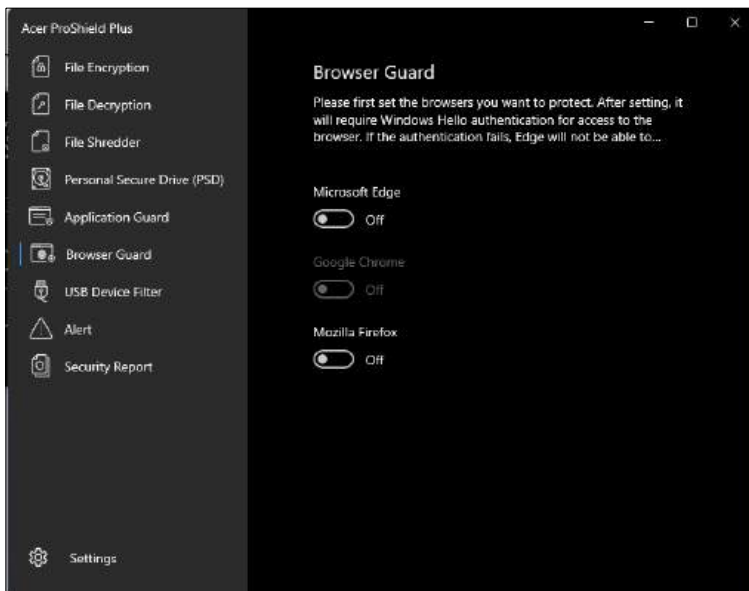 Acer ProShield Plus
File Encryption
File Decryption
File Shredder
Personal Secure Drive (PSD)
Application Guard
Browser Guard
USB Device Filter
Alert
Security Report
Settings
Browser Guard
Please first set the browsers you want to protect. After setting, it
will require Windows Hello authentication for access to the
browser. If the authentication fails, Edge will not be able to...
Microsoft Edge
Off
Google Chrome
Off
Mozilla Firefox
Off